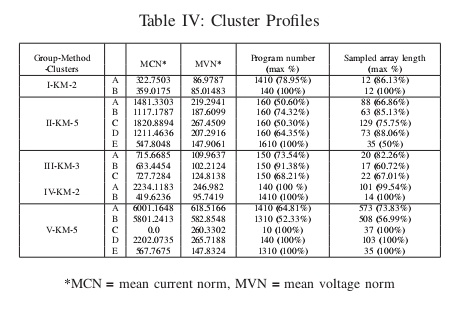 Table IV: Cluster Profiles
Group-Method -Clusters MCN* MVN* Program number (max %) Sampled array length (max %)
I-KM-2 A 322.7503 86.9787 1410 (78.95%) 12 (86.13%)
B 359.0175 85.01483 140 (100%) 12 (100%)
II-KM-5 A 1481.3303 219.2941 160 (50.60%) 88 (66.86%)
B 1117.1787 187.6099 160 (74.32%) 63 (85.13%)
C 1820.8894 267.4509 160 (50.30%) 129 (75.75%)
D 1211.4636 207.2916 160 (64.35%) 73 (88.06%)
E 547.8048 147.9061 1610 (100%) 35 (50%)
III-KM-3 A 715.6685 109.9637 150 (73.54%) 20 (82.26%)
B 633.4454 102.2124 150 (91.38%) 17 (60.72%)
C 727.7284 124.8138 150 (68.21%) 22 (67.01%)
IV-KM-2 A 2234.1183 246.982 140 (100 %) 101 (99.54%)
B 419.6236 95.7419 1410 (100%) 14 (100%)
V-KM-5 A 6001.1648 618.5166 1410 (64.81%) 573 (73.83%)
B 5801.2413 582.8548 1310 (52.33%) 508 (56.99%)
C 0.0 260.3302 10 (100%) 37 (100%)
D 2202.0735 265.7188 140 (100%) 103 (100%)
E 567.7675 147.8324 1310 (100%) 35 (100%)
*MCN = mean current norm, MVN = mean voltage norm